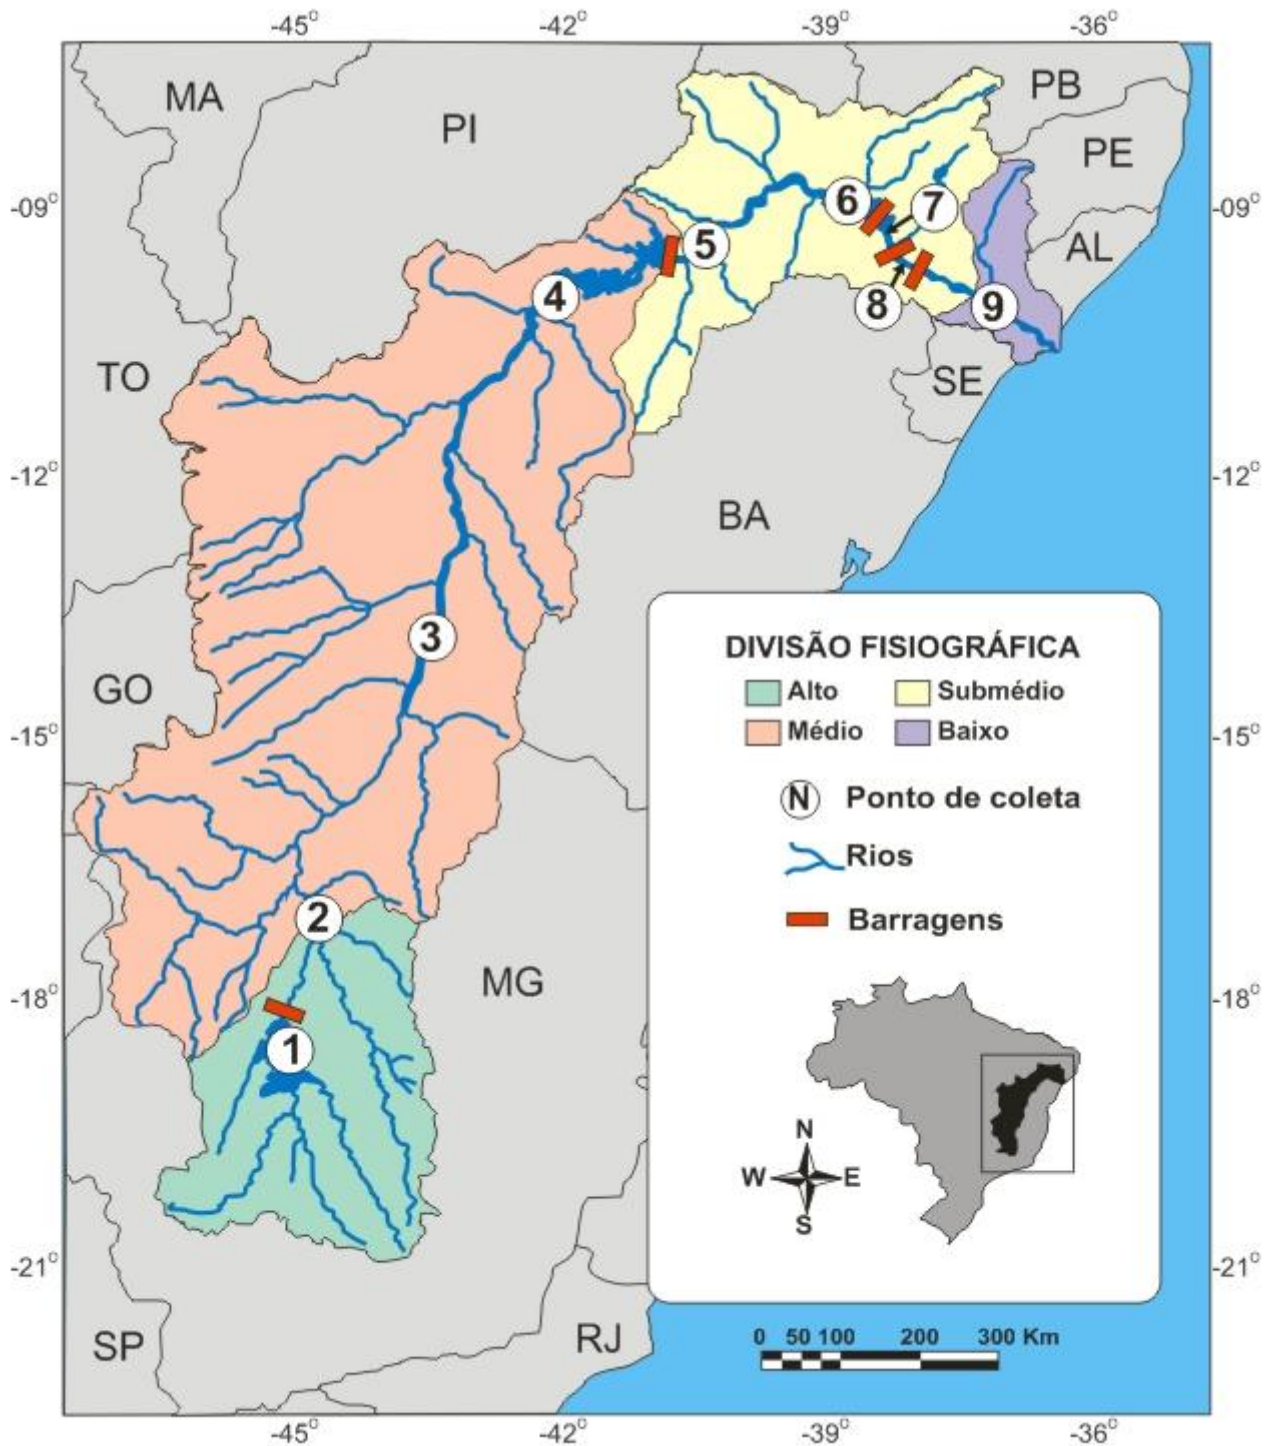 -45° -42° -39° -36°
MA
PI
PB
PE
-09° -09°
6 7
AL
5
4
8 9
TO
SE
-12° -12°
BA
3
DIVISÃO FISIOGRÁFICA
GO
Alto Submédio
Médio Baixo
-15° -15°
N Ponto de coleta
Rios
2
Barragens
MG
-18° -18°
1
N
W E
S
-21° -21°
SP
RJ
0 50 100 200 300 Km
-45° -42° -39° -36°